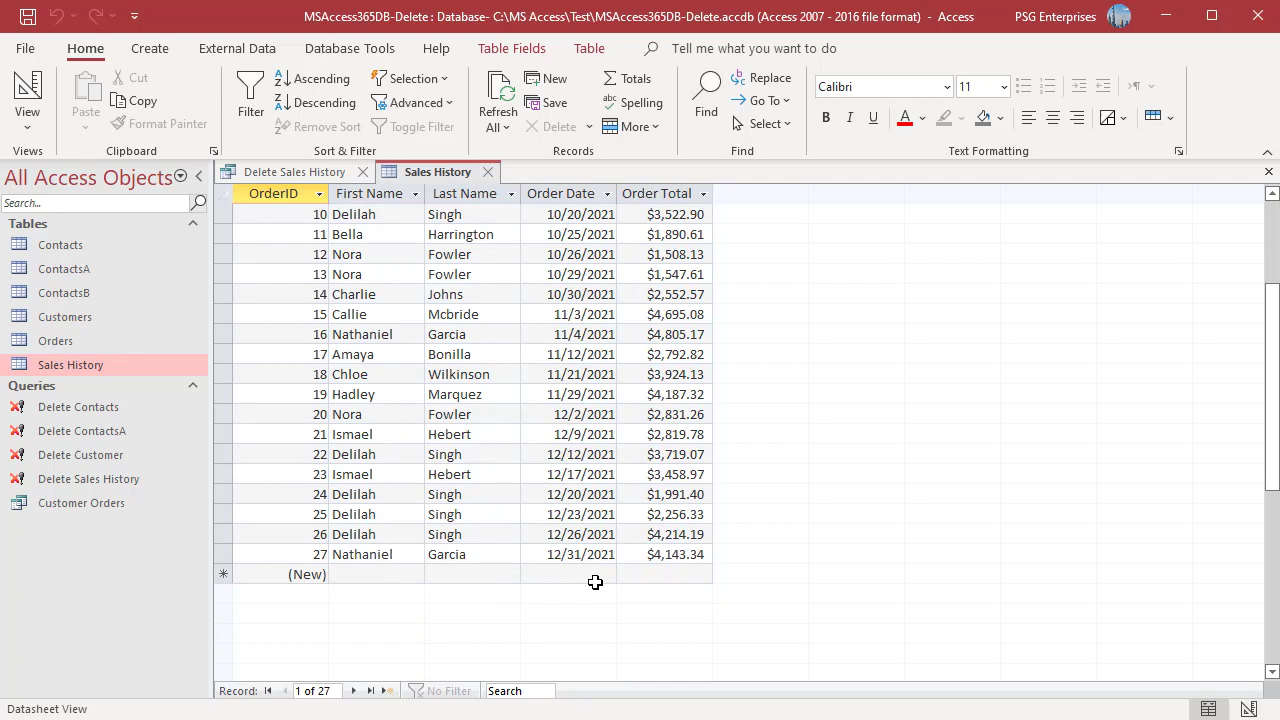 MSAccess365DB-Delete : Database- C:\MS Access\Test\MSAccess365DB-Delete.accdb (Access 2007 - 2016 file format) - Access
PSG Enterprises
File Home Create External Data Database Tools Help Table Fields Table Tell me what you want to do
View
Views
Paste
Cut
Copy
Format Painter
Clipboard
Filter
Ascending
Descending
Remove Sort
Selection
Advanced
Toggle Filter
Sort & Filter
Refresh
All
New
Save
Delete
Totals
Spelling
More
Records
Find
Replace
Go To
Select
Find
Calibri 11
B I U A
Text Formatting
All Access Objects
Search...
Tables
Contacts
ContactsA
ContactsB
Customers
Orders
Sales History
Queries
Delete Contacts
Delete ContactsA
Delete Customer
Delete Sales History
Customer Orders
Delete Sales History Sales History
OrderID First Name Last Name Order Date Order Total
10 Delilah Singh 10/20/2021 $3,522.90
11 Bella Harrington 10/25/2021 $1,890.61
12 Nora Fowler 10/26/2021 $1,508.13
13 Nora Fowler 10/29/2021 $1,547.61
14 Charlie Johns 10/30/2021 $2,552.57
15 Callie Mcbride 11/3/2021 $4,695.08
16 Nathaniel Garcia 11/4/2021 $4,805.17
17 Amaya Bonilla 11/12/2021 $2,792.82
18 Chloe Wilkinson 11/21/2021 $3,924.13
19 Hadley Marquez 11/29/2021 $4,187.32
20 Nora Fowler 12/2/2021 $2,831.26
21 Ismael Hebert 12/9/2021 $2,819.78
22 Delilah Singh 12/12/2021 $3,719.07
23 Ismael Hebert 12/17/2021 $3,458.97
24 Delilah Singh 12/20/2021 $1,991.40
25 Delilah Singh 12/23/2021 $2,256.33
26 Delilah Singh 12/26/2021 $4,214.19
27 Nathaniel Garcia 12/31/2021 $4,143.34
(New)
Record: 1 of 27 No Filter Search
Datasheet View